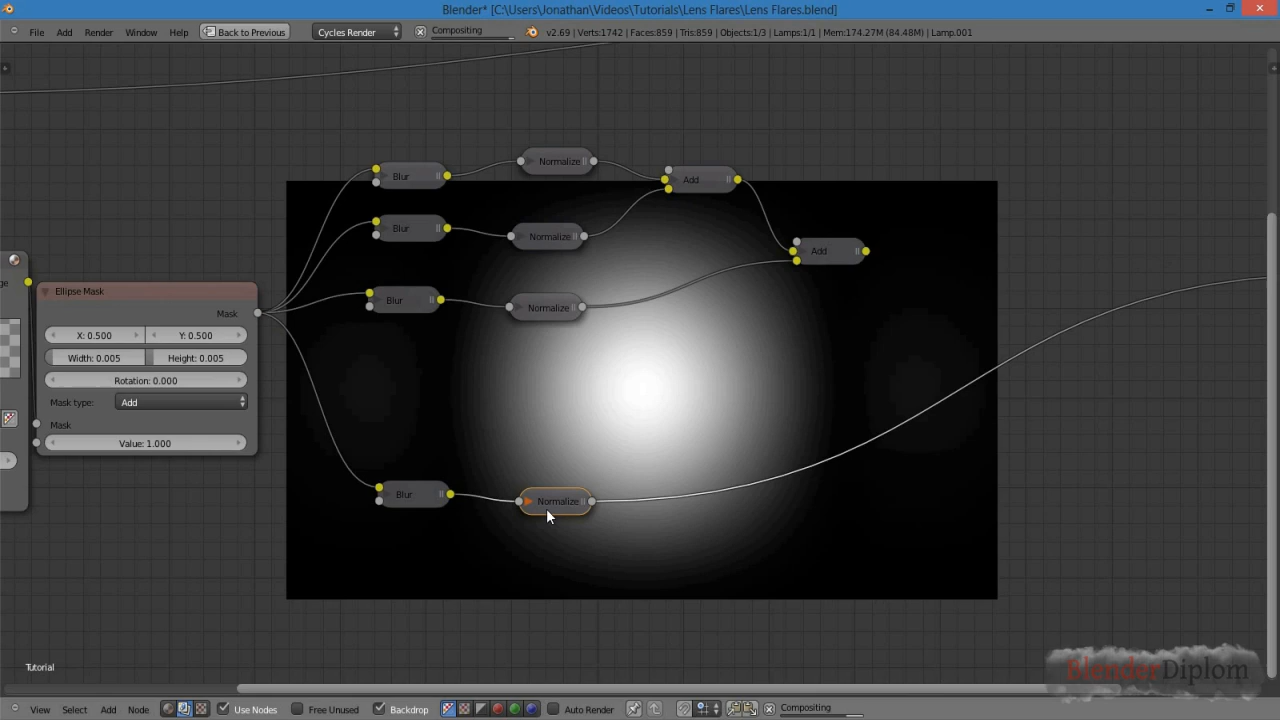 Blender* [C:\Users\Jonathan\Videos\Tutorials\Lens Flares\Lens Flares.blend]
File Add Render Window Help Back to Previous Cycles Render Compositing v2.69 | Verts:1742 | Faces:859 | Tris:859 | Objects:1/3 | Lamps:1/1 | Mem:174.27M (84.48M) | Lamp.001
Normalize
Blur
Add
Blur
Normalize
Add
Ellipse Mask
Blur
Normalize
Mask
X: 0.500 Y: 0.500
Width: 0.005 Height: 0.005
Rotation: 0.000
Mask type: Add
Mask
Value: 1.000
Blur
Normalize
Tutorial
BlenderDiplom
View Select Add Node Use Nodes Free Unused Backdrop Auto Render Compositing